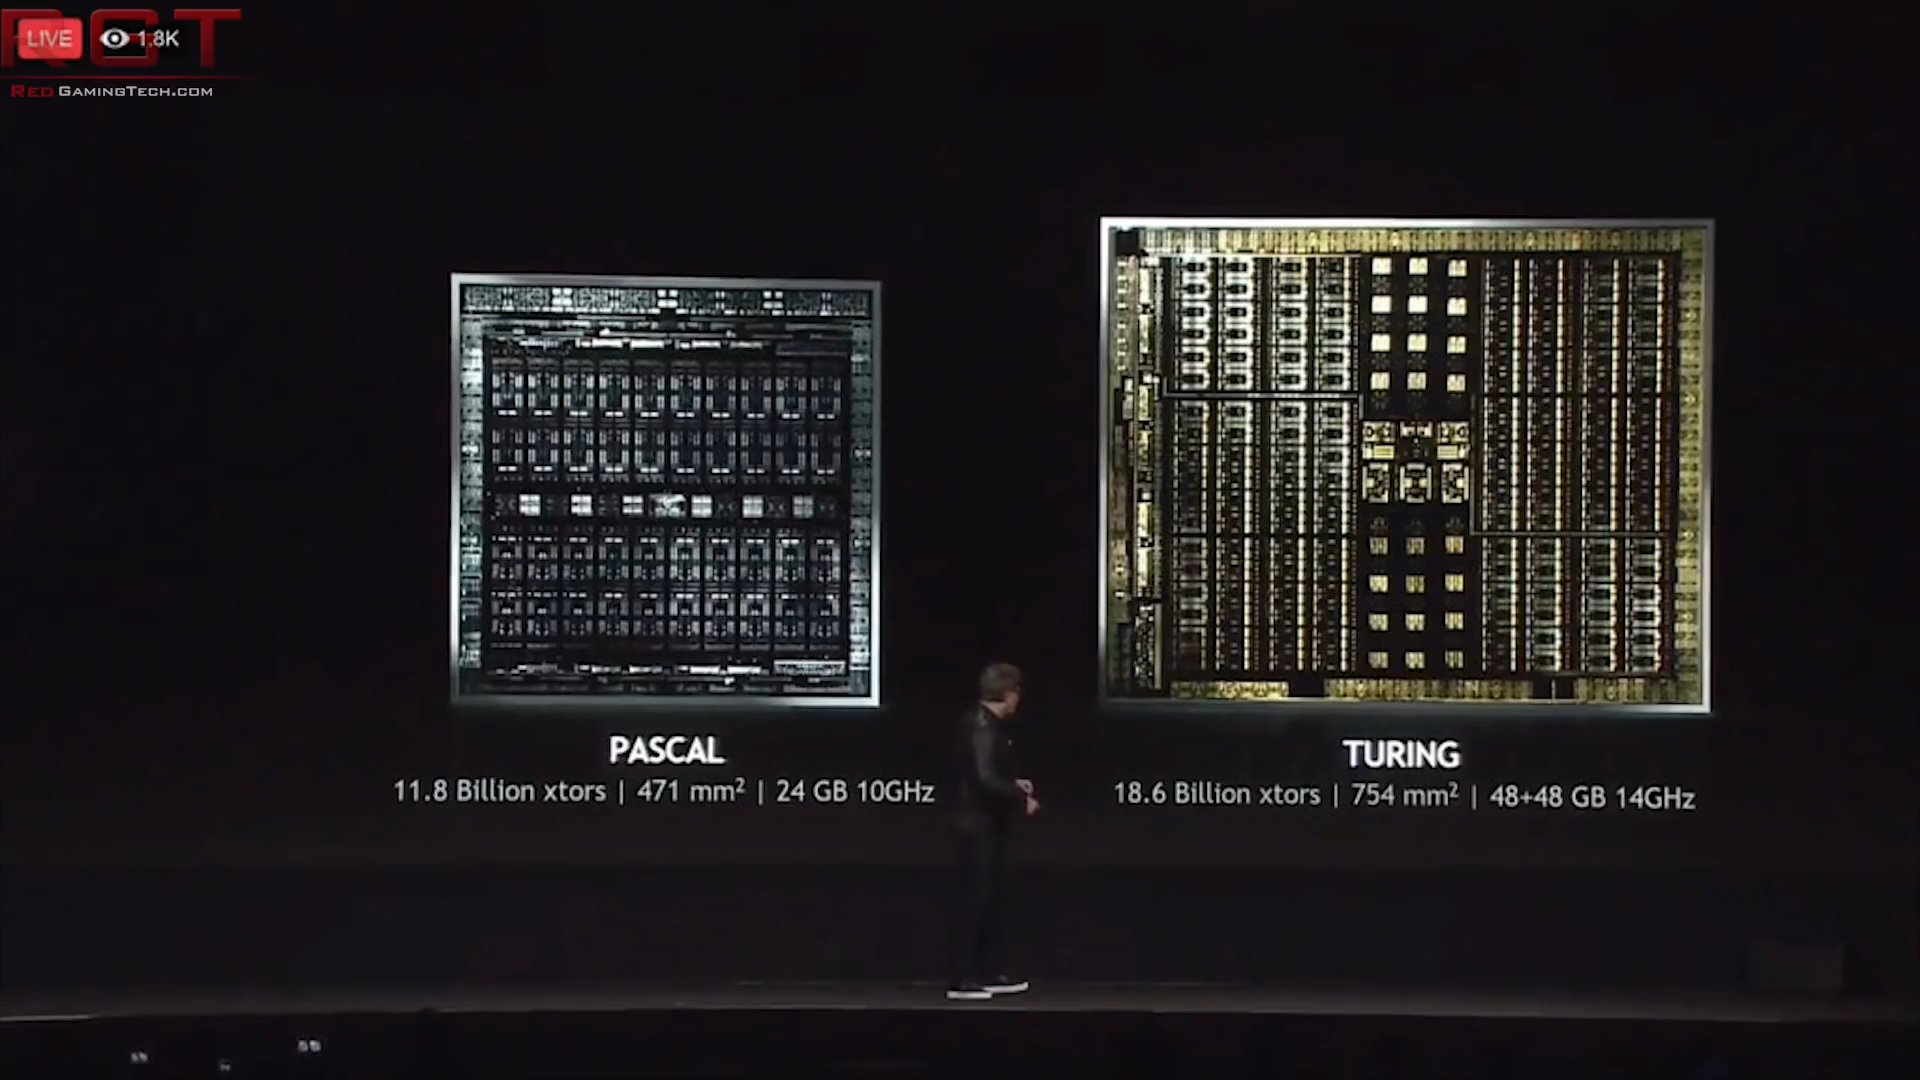 RGT
LIVE 1.8K
RED GAMINGTECH.COM
PASCAL
11.8 Billion xtors | 471 mm² | 24 GB 10GHz
TURING
18.6 Billion xtors | 754 mm² | 48+48 GB 14GHz